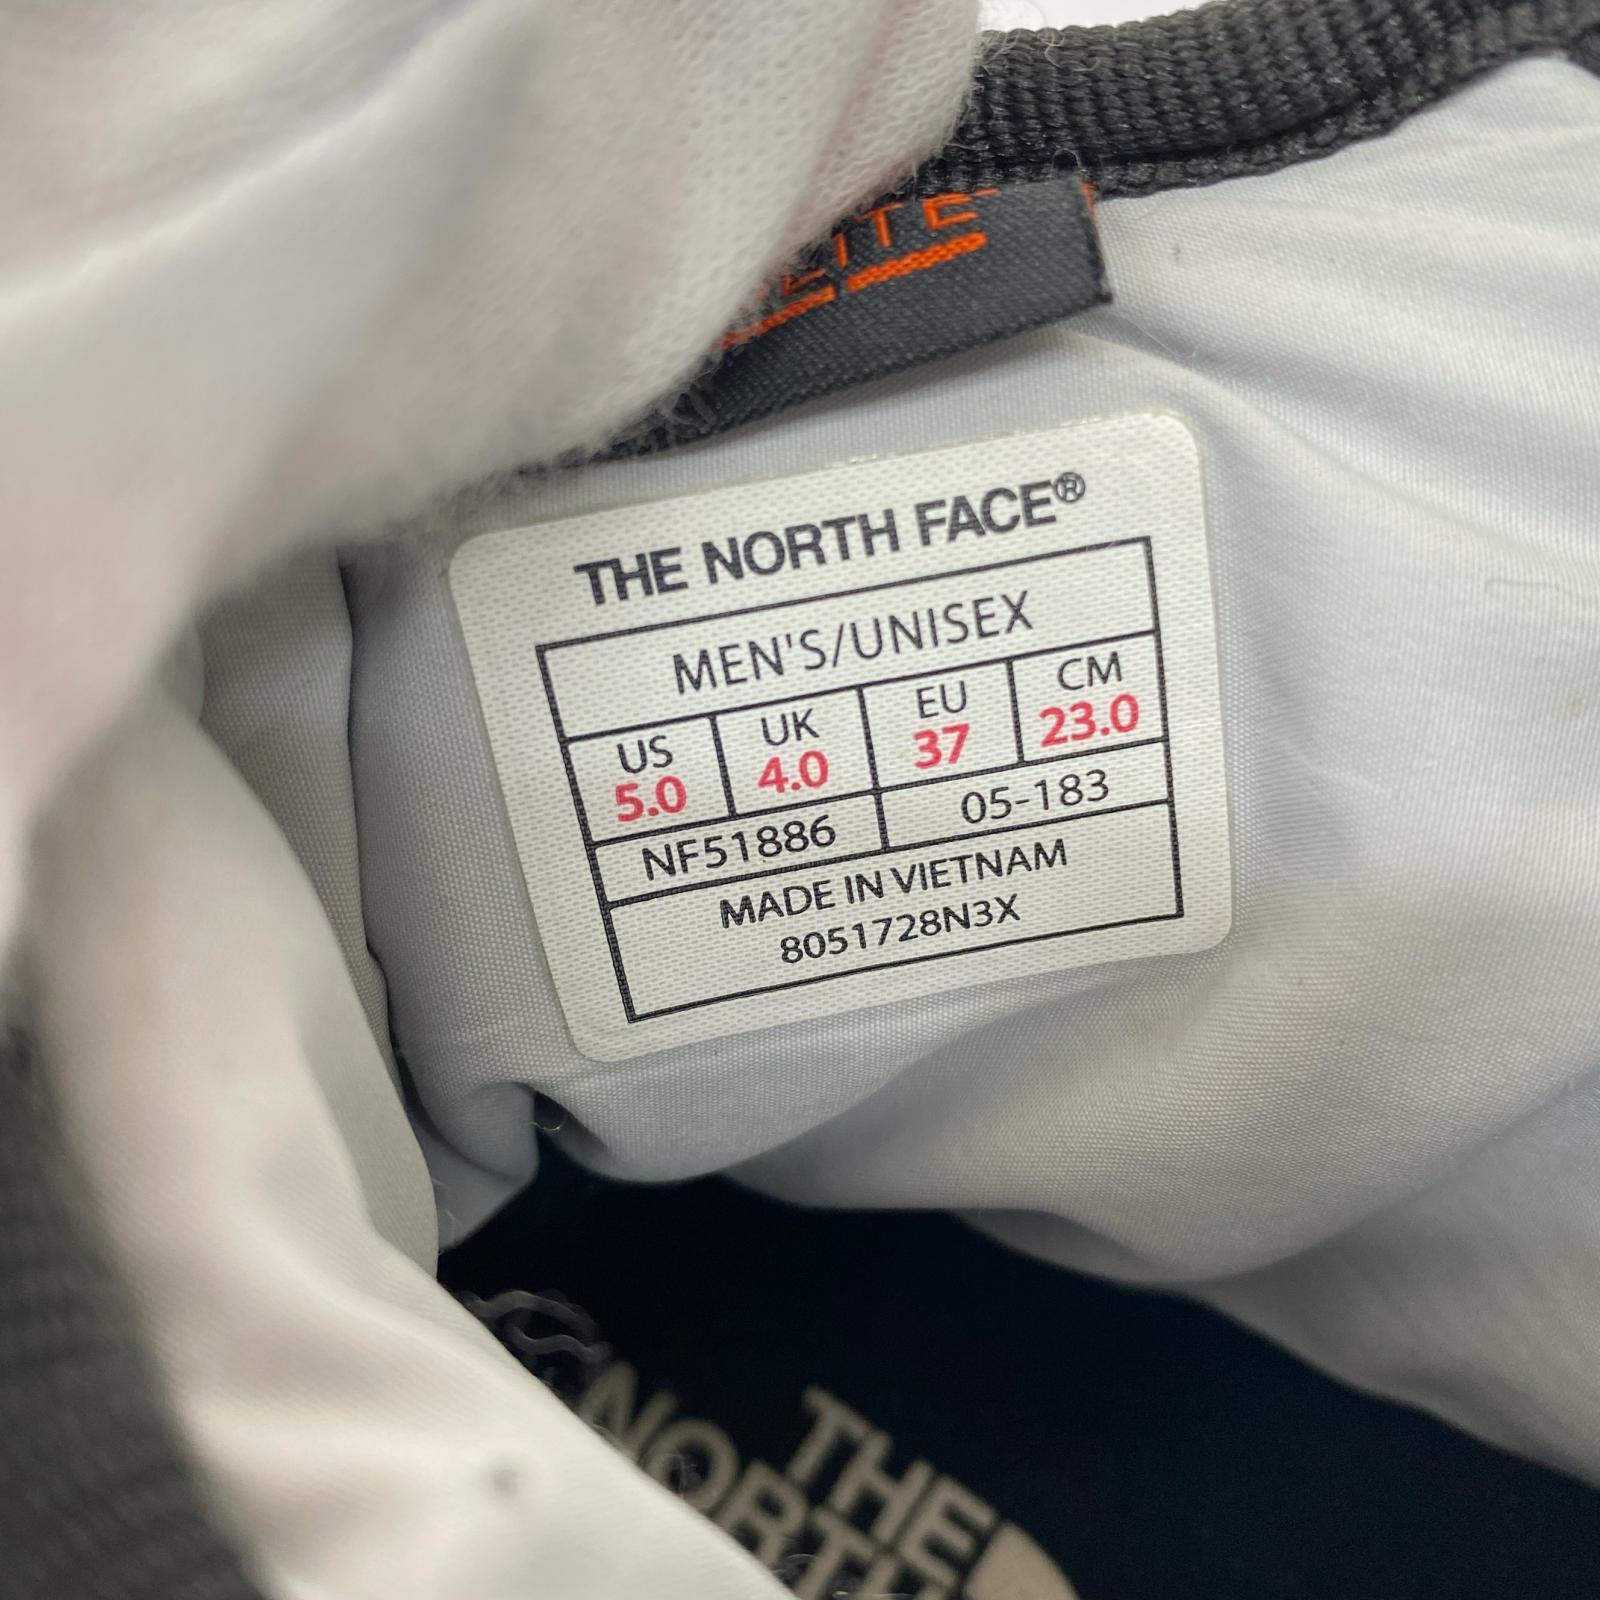 THE NORTH FACE®
MEN'S/UNISEX
US UK EU CM
5.0 4.0 37 23.0
NF51886 05-183
MADE IN VIETNAM
8051728N3X
THE
NORTH